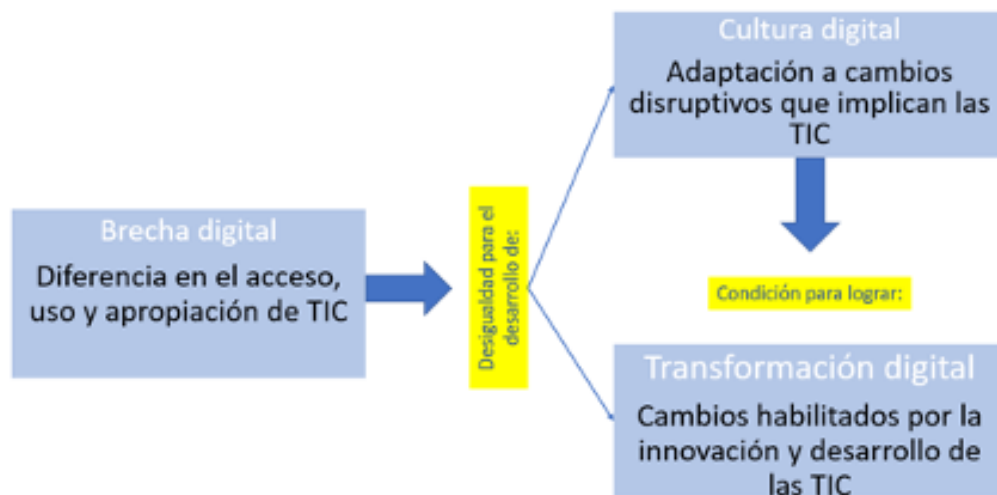 Brecha digital
Diferencia en el acceso,
uso y apropiación de TIC
Desigualdad para el
desarrollo de:
Cultura digital
Adaptación a cambios
disruptivos que implican las
TIC
Condición para lograr:
Transformación digital
Cambios habilitados por la
innovación y desarrollo de
las TIC